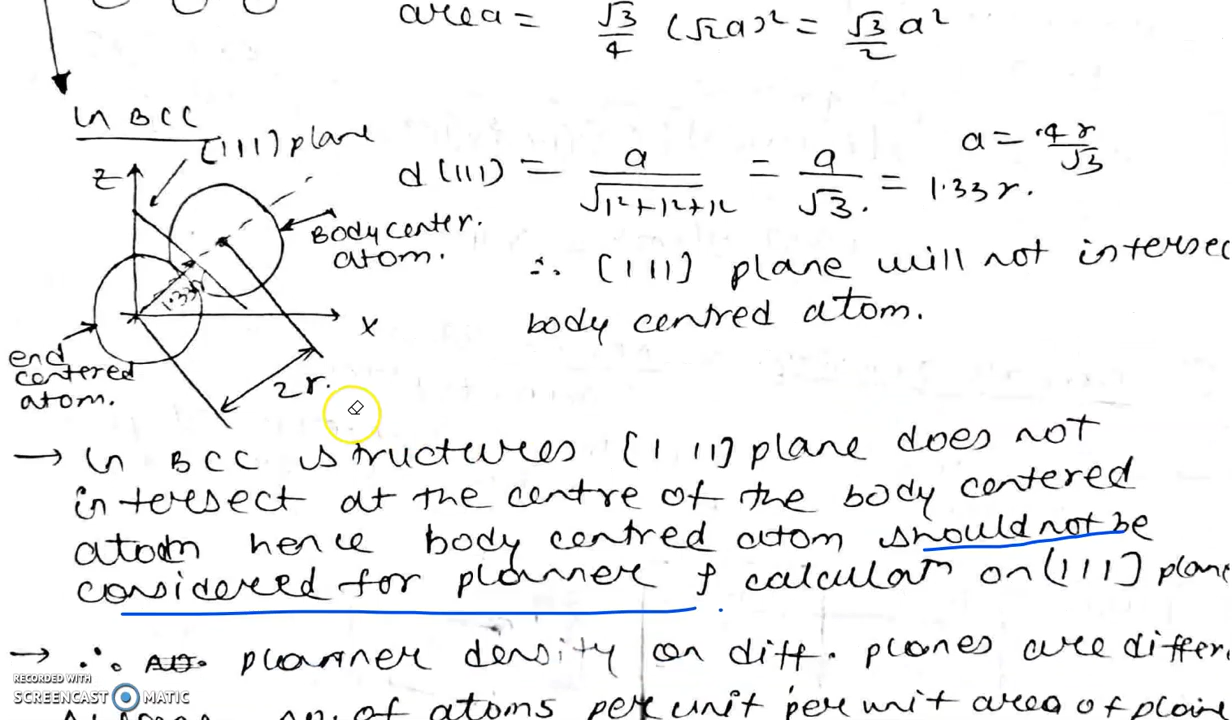 area = √3/4 (√2a)² = √3/2 a²
In BCC
(111) plane
Z
d(111) = a/√1²+1²+1² = a/√3. = 1.33r.
a = 4r/√3
Body center.
atom.
1.33r
X
∴ (111) plane will not intersec
body centred atom.
end
centered
atom.
2r.
→ In BCC structures (111) plane does not
intersect at the centre of the body centered
atom hence body centred atom should not be
considered for planner f calculatn on (111) plane
→ ∴ planner density on diff. planes are differ
RECORDED WITH
SCREENCAST MATIC
no. of atoms per unit per unit area of